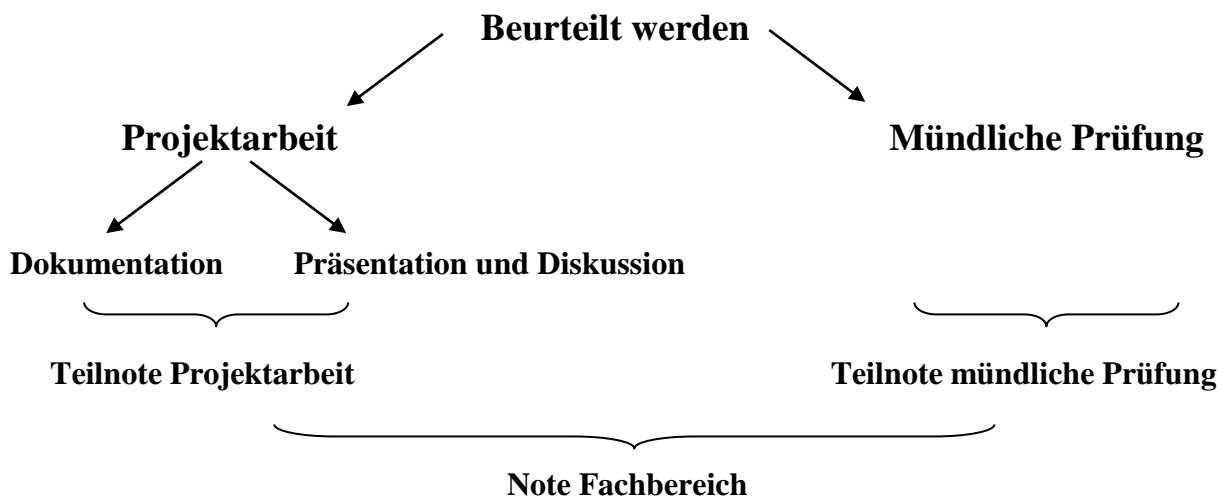 Beurteilt werden
Projektarbeit
Mündliche Prüfung
Dokumentation
Präsentation und Diskussion
Teilnote Projektarbeit
Teilnote mündliche Prüfung
Note Fachbereich